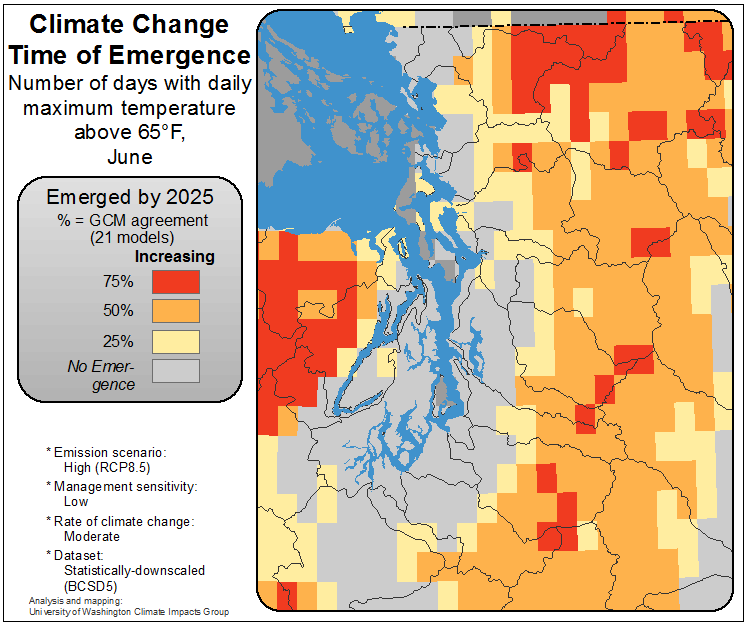 Climate Change
Time of Emergence
Number of days with daily
maximum temperature
above 65°F,
June
Emerged by 2025
% = GCM agreement
(21 models)
Increasing
75%
50%
25%
No Emer-
gence
* Emission scenario:
High (RCP8.5)
* Management sensitivity:
Low
* Rate of climate change:
Moderate
* Dataset:
Statistically-downscaled
(BCSD5)
Analysis and mapping:
University of Washington Climate Impacts Group